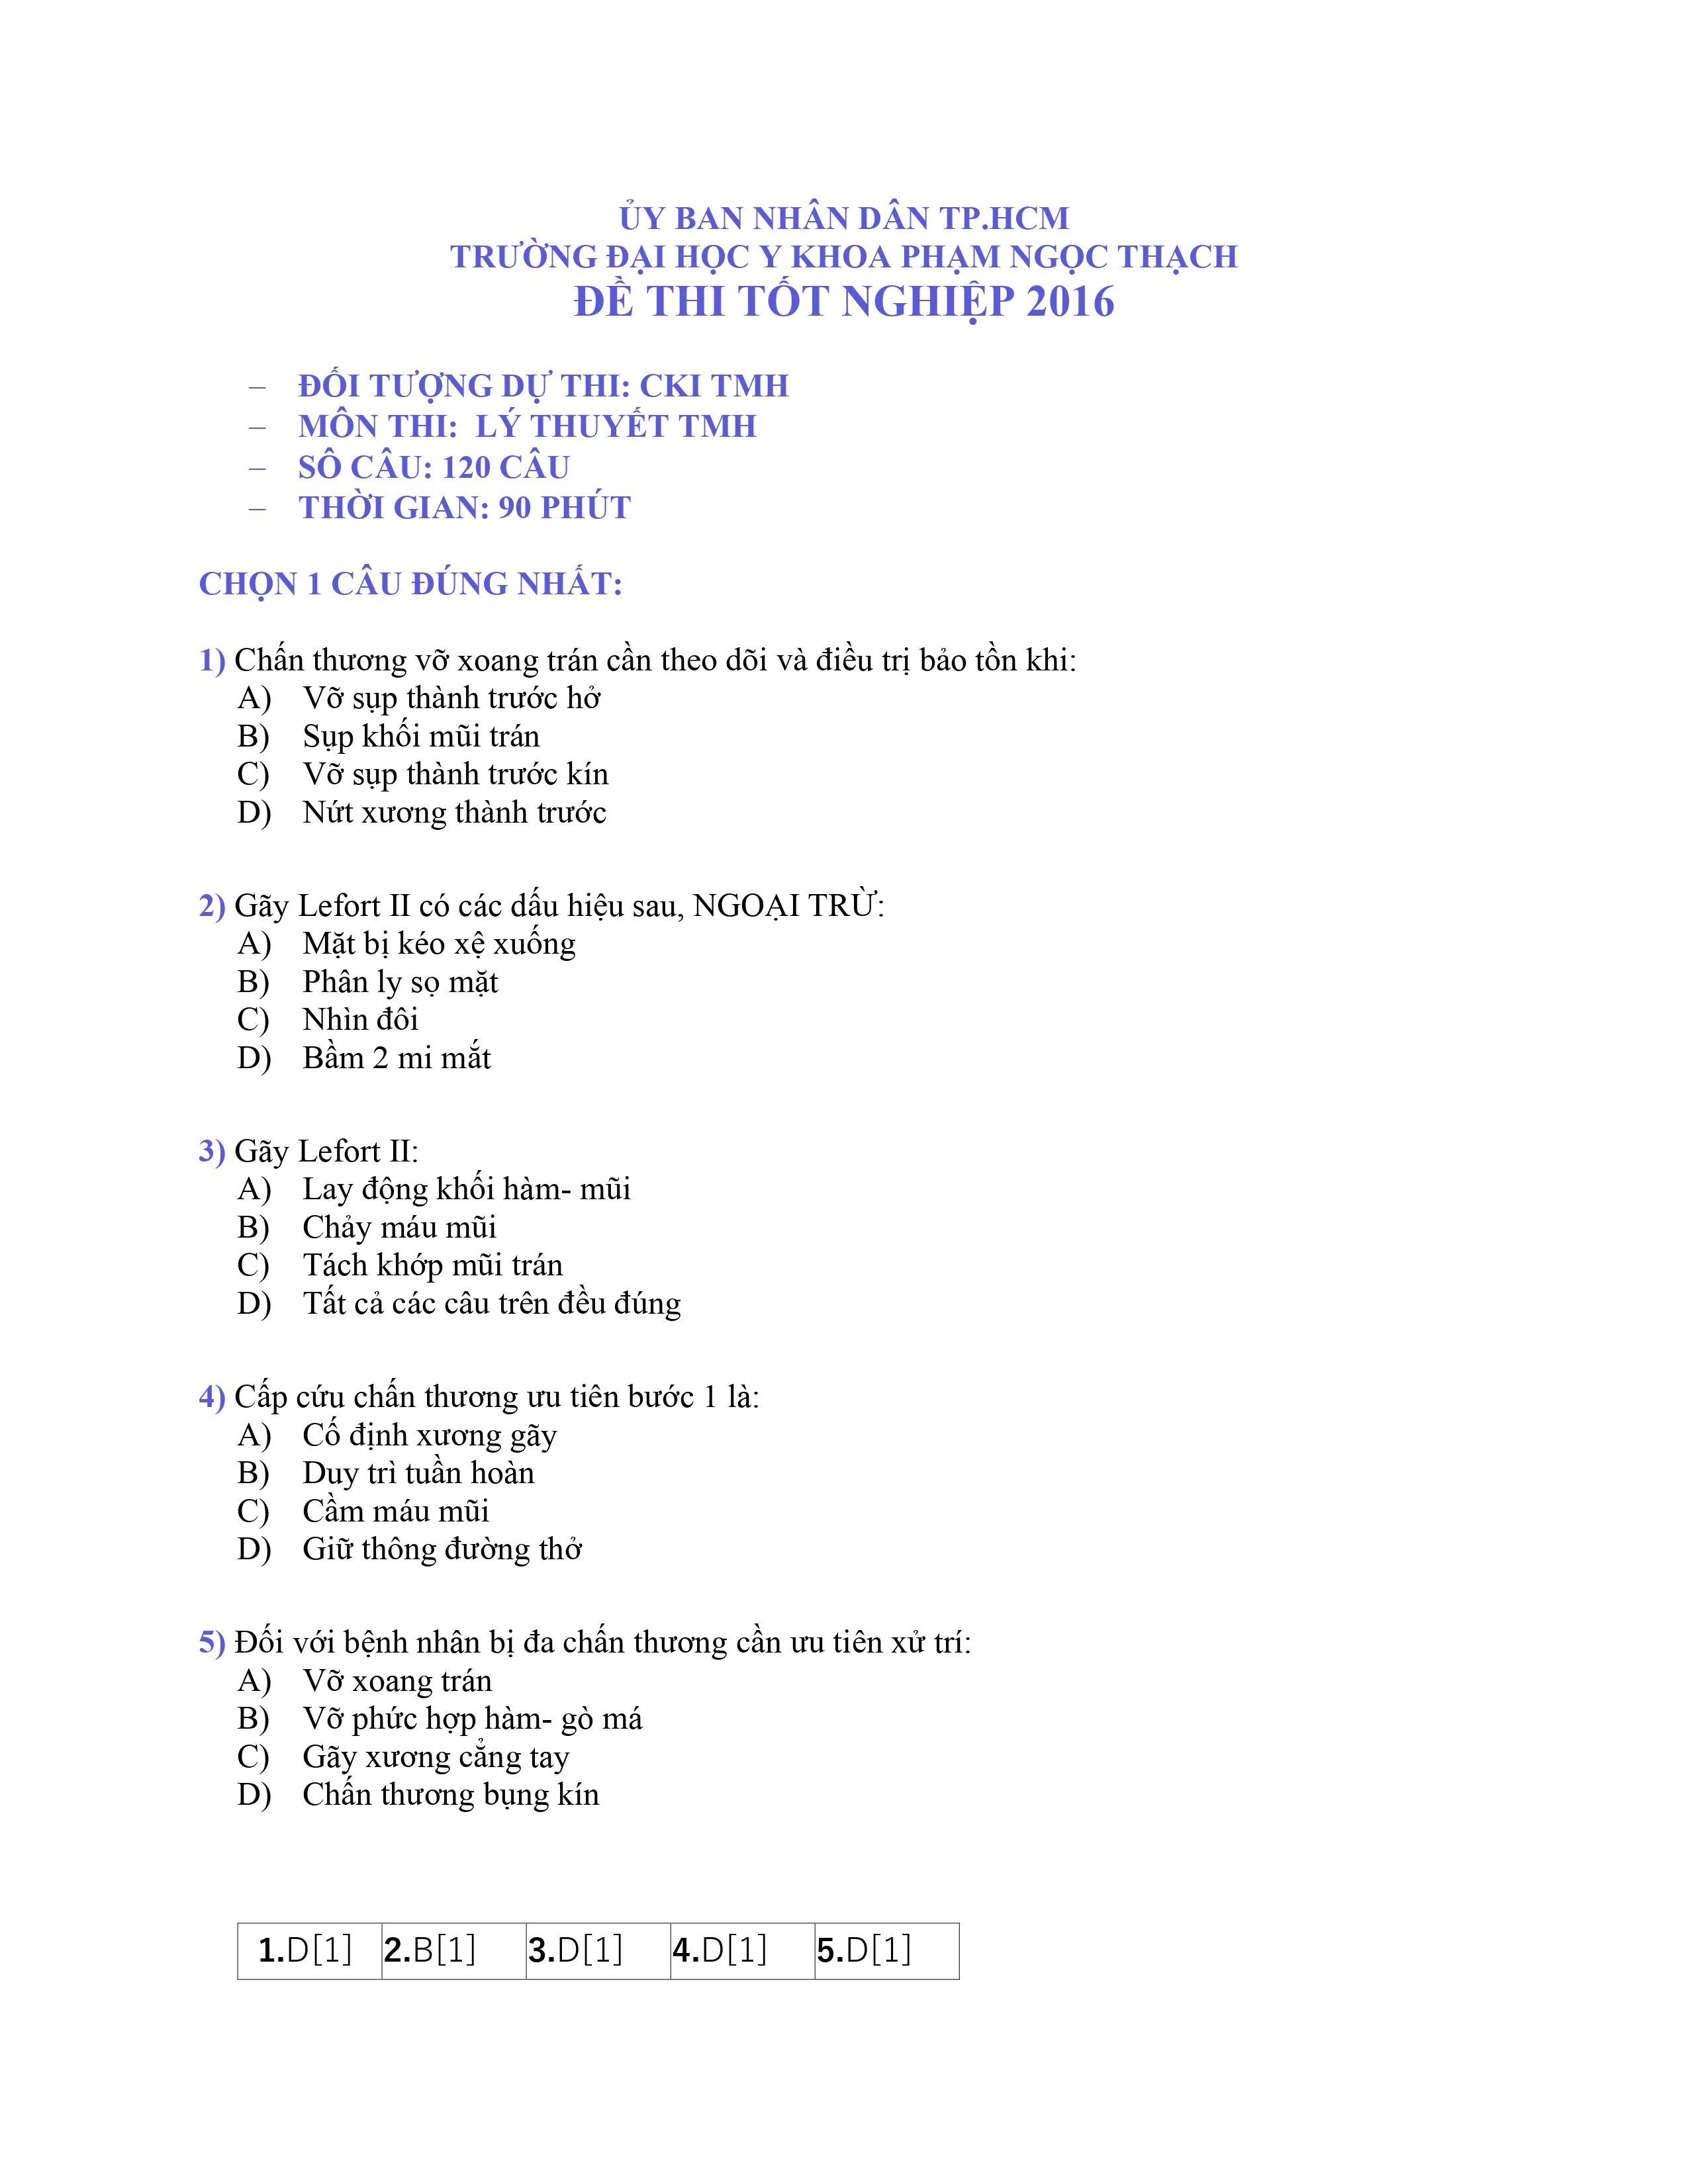 ỦY BAN NHÂN DÂN TP.HCM
TRƯỜNG ĐẠI HỌC Y KHOA PHẠM NGỌC THẠCH
ĐỀ THI TỐT NGHIỆP 2016
– ĐỐI TƯỢNG DỰ THI: CKI TMH
– MÔN THI: LÝ THUYẾT TMH
– SÔ CÂU: 120 CÂU
– THỜI GIAN: 90 PHÚT
CHỌN 1 CÂU ĐÚNG NHẤT:
1) Chấn thương vỡ xoang trán cần theo dõi và điều trị bảo tồn khi:
A) Vỡ sụp thành trước hở
B) Sụp khối mũi trán
C) Vỡ sụp thành trước kín
D) Nứt xương thành trước
2) Gãy Lefort II có các dấu hiệu sau, NGOẠI TRỪ:
A) Mặt bị kéo xệ xuống
B) Phân ly sọ mặt
C) Nhìn đôi
D) Bầm 2 mi mắt
3) Gãy Lefort II:
A) Lay động khối hàm- mũi
B) Chảy máu mũi
C) Tách khớp mũi trán
D) Tất cả các câu trên đều đúng
4) Cấp cứu chấn thương ưu tiên bước 1 là:
A) Cố định xương gãy
B) Duy trì tuần hoàn
C) Cầm máu mũi
D) Giữ thông đường thở
5) Đối với bệnh nhân bị đa chấn thương cần ưu tiên xử trí:
A) Vỡ xoang trán
B) Vỡ phức hợp hàm- gò má
C) Gãy xương cẳng tay
D) Chấn thương bụng kín
1.D[1] 2.B[1] 3.D[1] 4.D[1] 5.D[1]